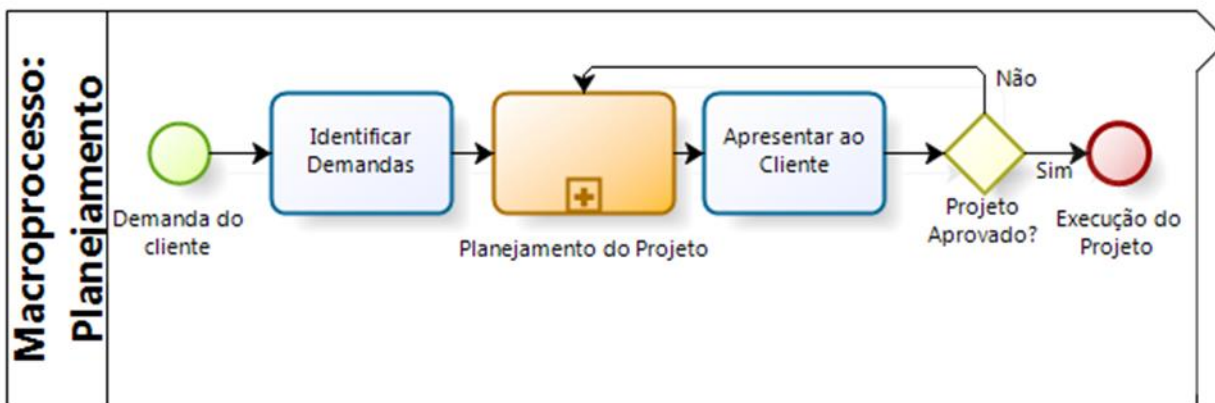 Macroprocesso:
Planejamento
Demanda do
cliente
Identificar
Demandas
Planejamento do Projeto
Apresentar ao
Cliente
Não
Sim
Projeto
Aprovado?
Execução do
Projeto